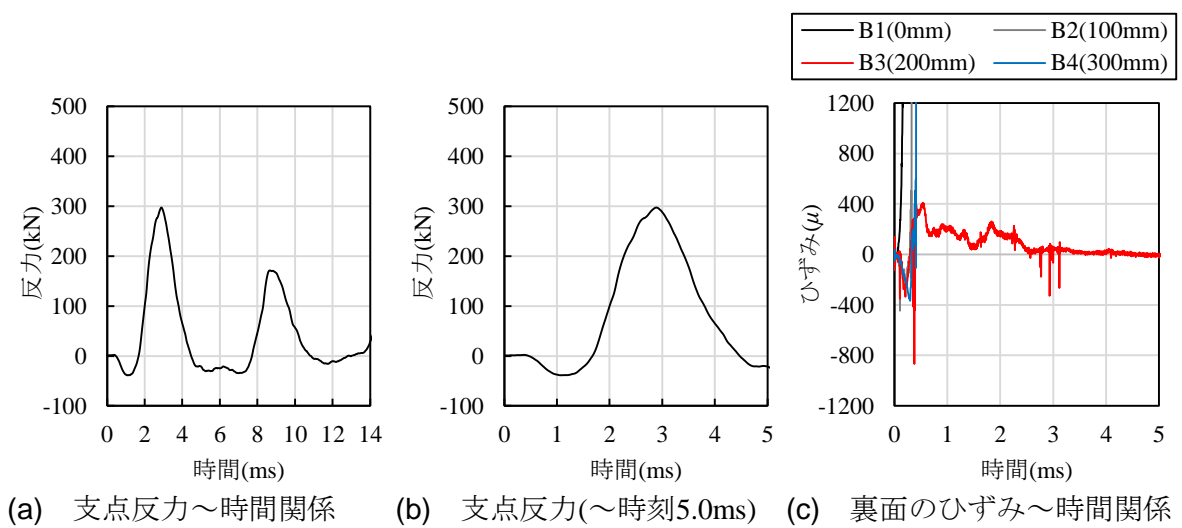 B1(0mm) B2(100mm)
B3(200mm) B4(300mm)
500
400
300
200
100
0
-100
反力(kN)
0 2 4 6 8 10 12 14
時間(ms)
(a) 支点反力～時間関係
500
400
300
200
100
0
-100
反力(kN)
0 1 2 3 4 5
時間(ms)
(b) 支点反力(～時刻5.0ms)
1200
800
400
0
-400
-800
-1200
ひずみ(μ)
0 1 2 3 4 5
時間(ms)
(c) 裏面のひずみ～時間関係